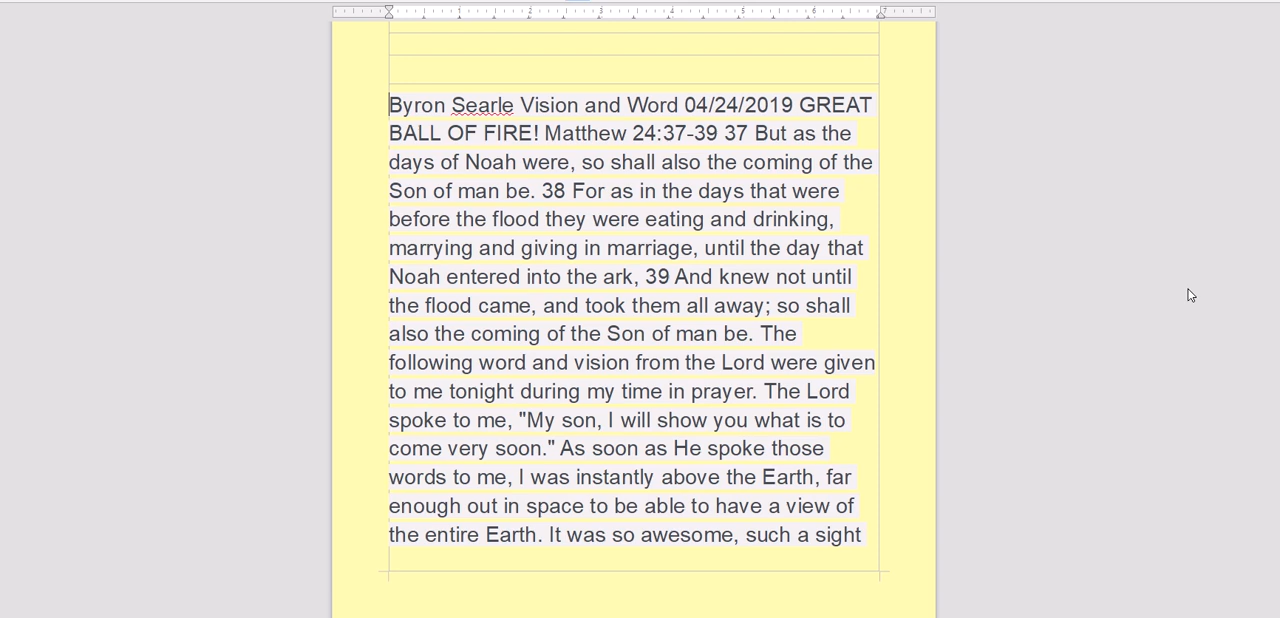 1 2 3 4 5 6 7
Byron Searle Vision and Word 04/24/2019 GREAT
BALL OF FIRE! Matthew 24:37-39 37 But as the
days of Noah were, so shall also the coming of the
Son of man be. 38 For as in the days that were
before the flood they were eating and drinking,
marrying and giving in marriage, until the day that
Noah entered into the ark, 39 And knew not until
the flood came, and took them all away; so shall
also the coming of the Son of man be. The
following word and vision from the Lord were given
to me tonight during my time in prayer. The Lord
spoke to me, "My son, I will show you what is to
come very soon." As soon as He spoke those
words to me, I was instantly above the Earth, far
enough out in space to be able to have a view of
the entire Earth. It was so awesome, such a sight